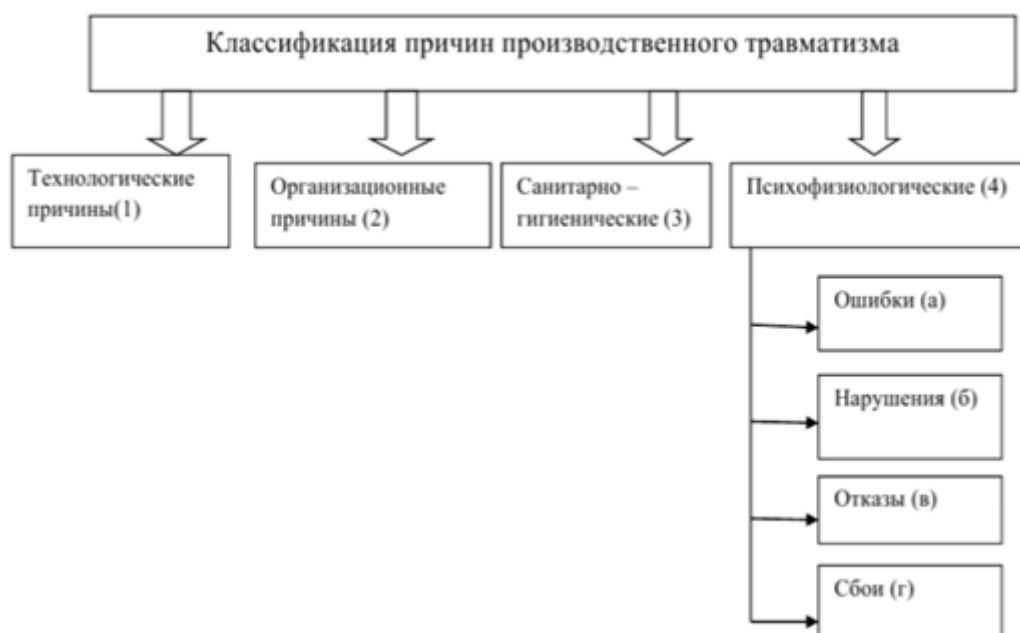 Классификация причин производственного травматизма
Технологические
причины(1)
Организационные
причины (2)
Санитарно –
гигиенические (3)
Психофизиологические (4)
Ошибки (а)
Нарушения (б)
Отказы (в)
Сбои (г)